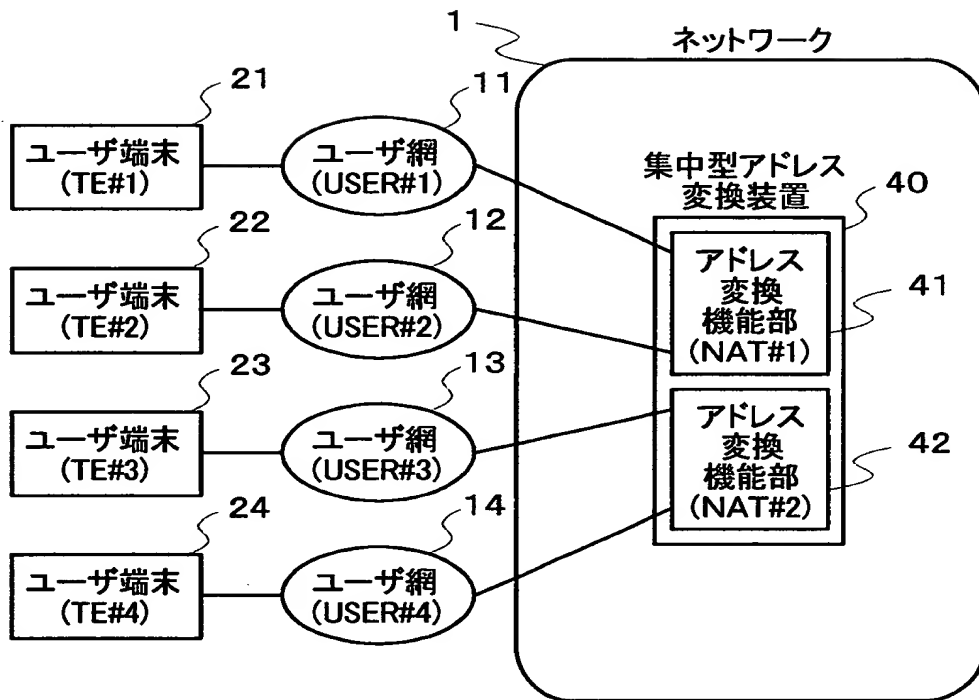 1
ネットワーク
21
ユーザ端末
(TE#1)
11
ユーザ網
(USER#1)
集中型アドレス
変換装置
40
アドレス
変換
機能部
(NAT#1)
41
22
ユーザ端末
(TE#2)
12
ユーザ網
(USER#2)
23
ユーザ端末
(TE#3)
13
ユーザ網
(USER#3)
アドレス
変換
機能部
(NAT#2)
42
24
ユーザ端末
(TE#4)
14
ユーザ網
(USER#4)